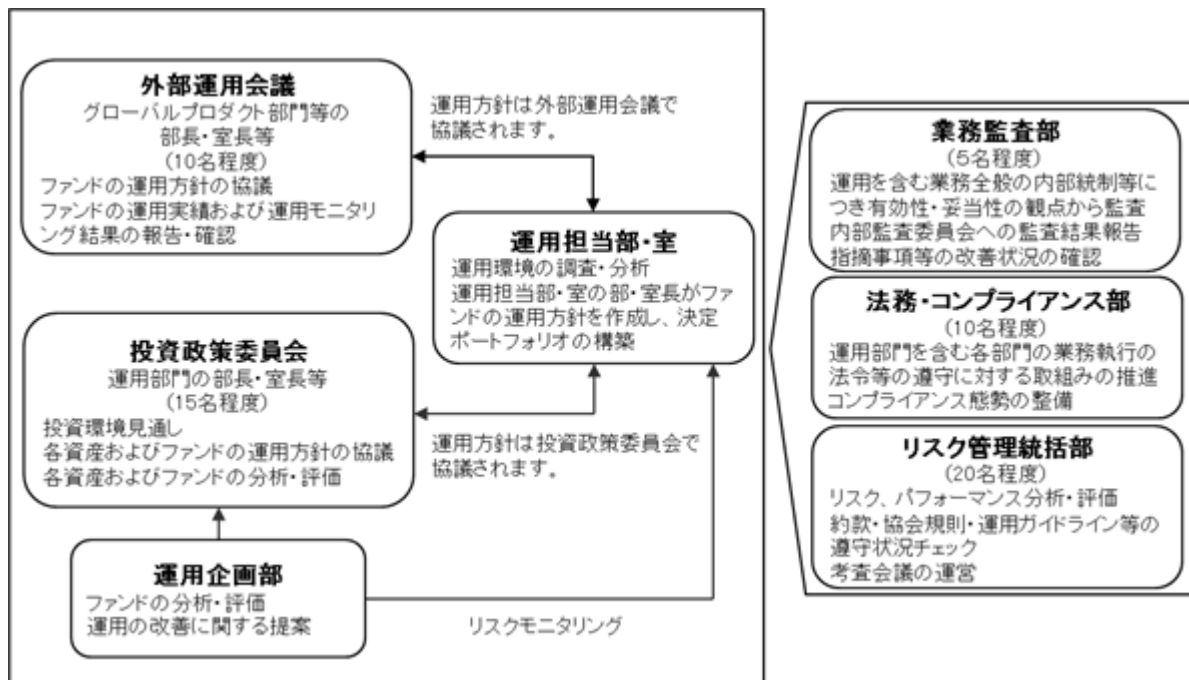 外部運用会議
グローバルプロダクト部門等の
部長・室長等
(10名程度)
ファンドの運用方針の協議
ファンドの運用実績および運用モニタリ
ング結果の報告・確認
運用方針は外部運用会議で
協議されます。
運用担当部・室
運用環境の調査・分析
運用担当部・室の部・室長がファ
ンドの運用方針を作成し、決定
ポートフォリオの構築
投資政策委員会
運用部門の部長・室長等
(15名程度)
投資環境見通し
各資産およびファンドの運用方針の協議
各資産およびファンドの分析・評価
運用方針は投資政策委員会で
協議されます。
運用企画部
ファンドの分析・評価
運用の改善に関する提案
リスクモニタリング
業務監査部
(5名程度)
運用を含む業務全般の内部統制等に
つき有効性・妥当性の観点から監査
内部監査委員会への監査結果報告
指摘事項等の改善状況の確認
法務・コンプライアンス部
(10名程度)
運用部門を含む各部門の業務執行の
法令等の遵守に対する取組みの推進
コンプライアンス態勢の整備
リスク管理統括部
(20名程度)
リスク、パフォーマンス分析・評価
約款・協会規則・運用ガイドライン等の
遵守状況チェック
考査会議の運営